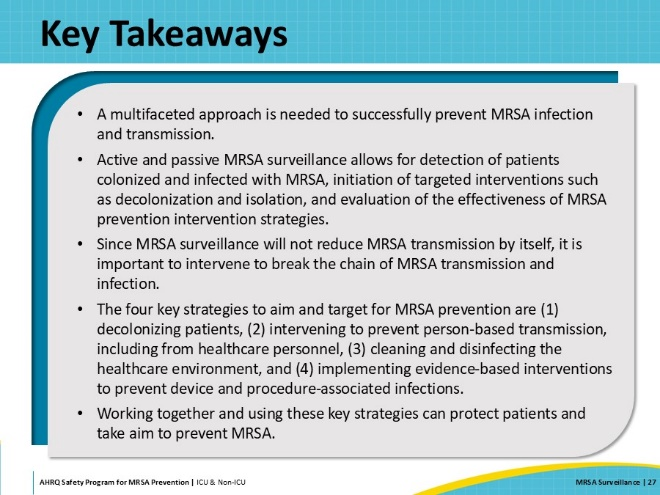 Key Takeaways
• A multifaceted approach is needed to successfully prevent MRSA infection
and transmission.
• Active and passive MRSA surveillance allows for detection of patients
colonized and infected with MRSA, initiation of targeted interventions such
as decolonization and isolation, and evaluation of the effectiveness of MRSA
prevention intervention strategies.
• Since MRSA surveillance will not reduce MRSA transmission by itself, it is
important to intervene to break the chain of MRSA transmission and
infection.
• The four key strategies to aim and target for MRSA prevention are (1)
decolonizing patients, (2) intervening to prevent person-based transmission,
including from healthcare personnel, (3) cleaning and disinfecting the
healthcare environment, and (4) implementing evidence-based interventions
to prevent device and procedure-associated infections.
• Working together and using these key strategies can protect patients and
take aim to prevent MRSA.
AHRQ Safety Program for MRSA Prevention | ICU & Non-ICU
MRSA Surveillance | 27